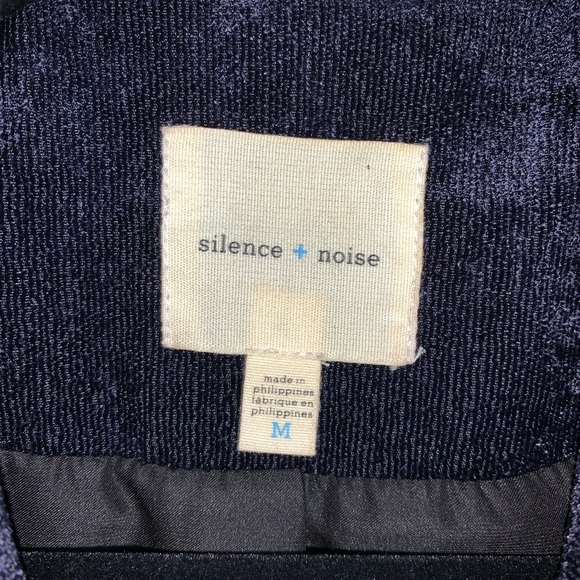 silence + noise
made in
philippines
fabrique en
philippines
M